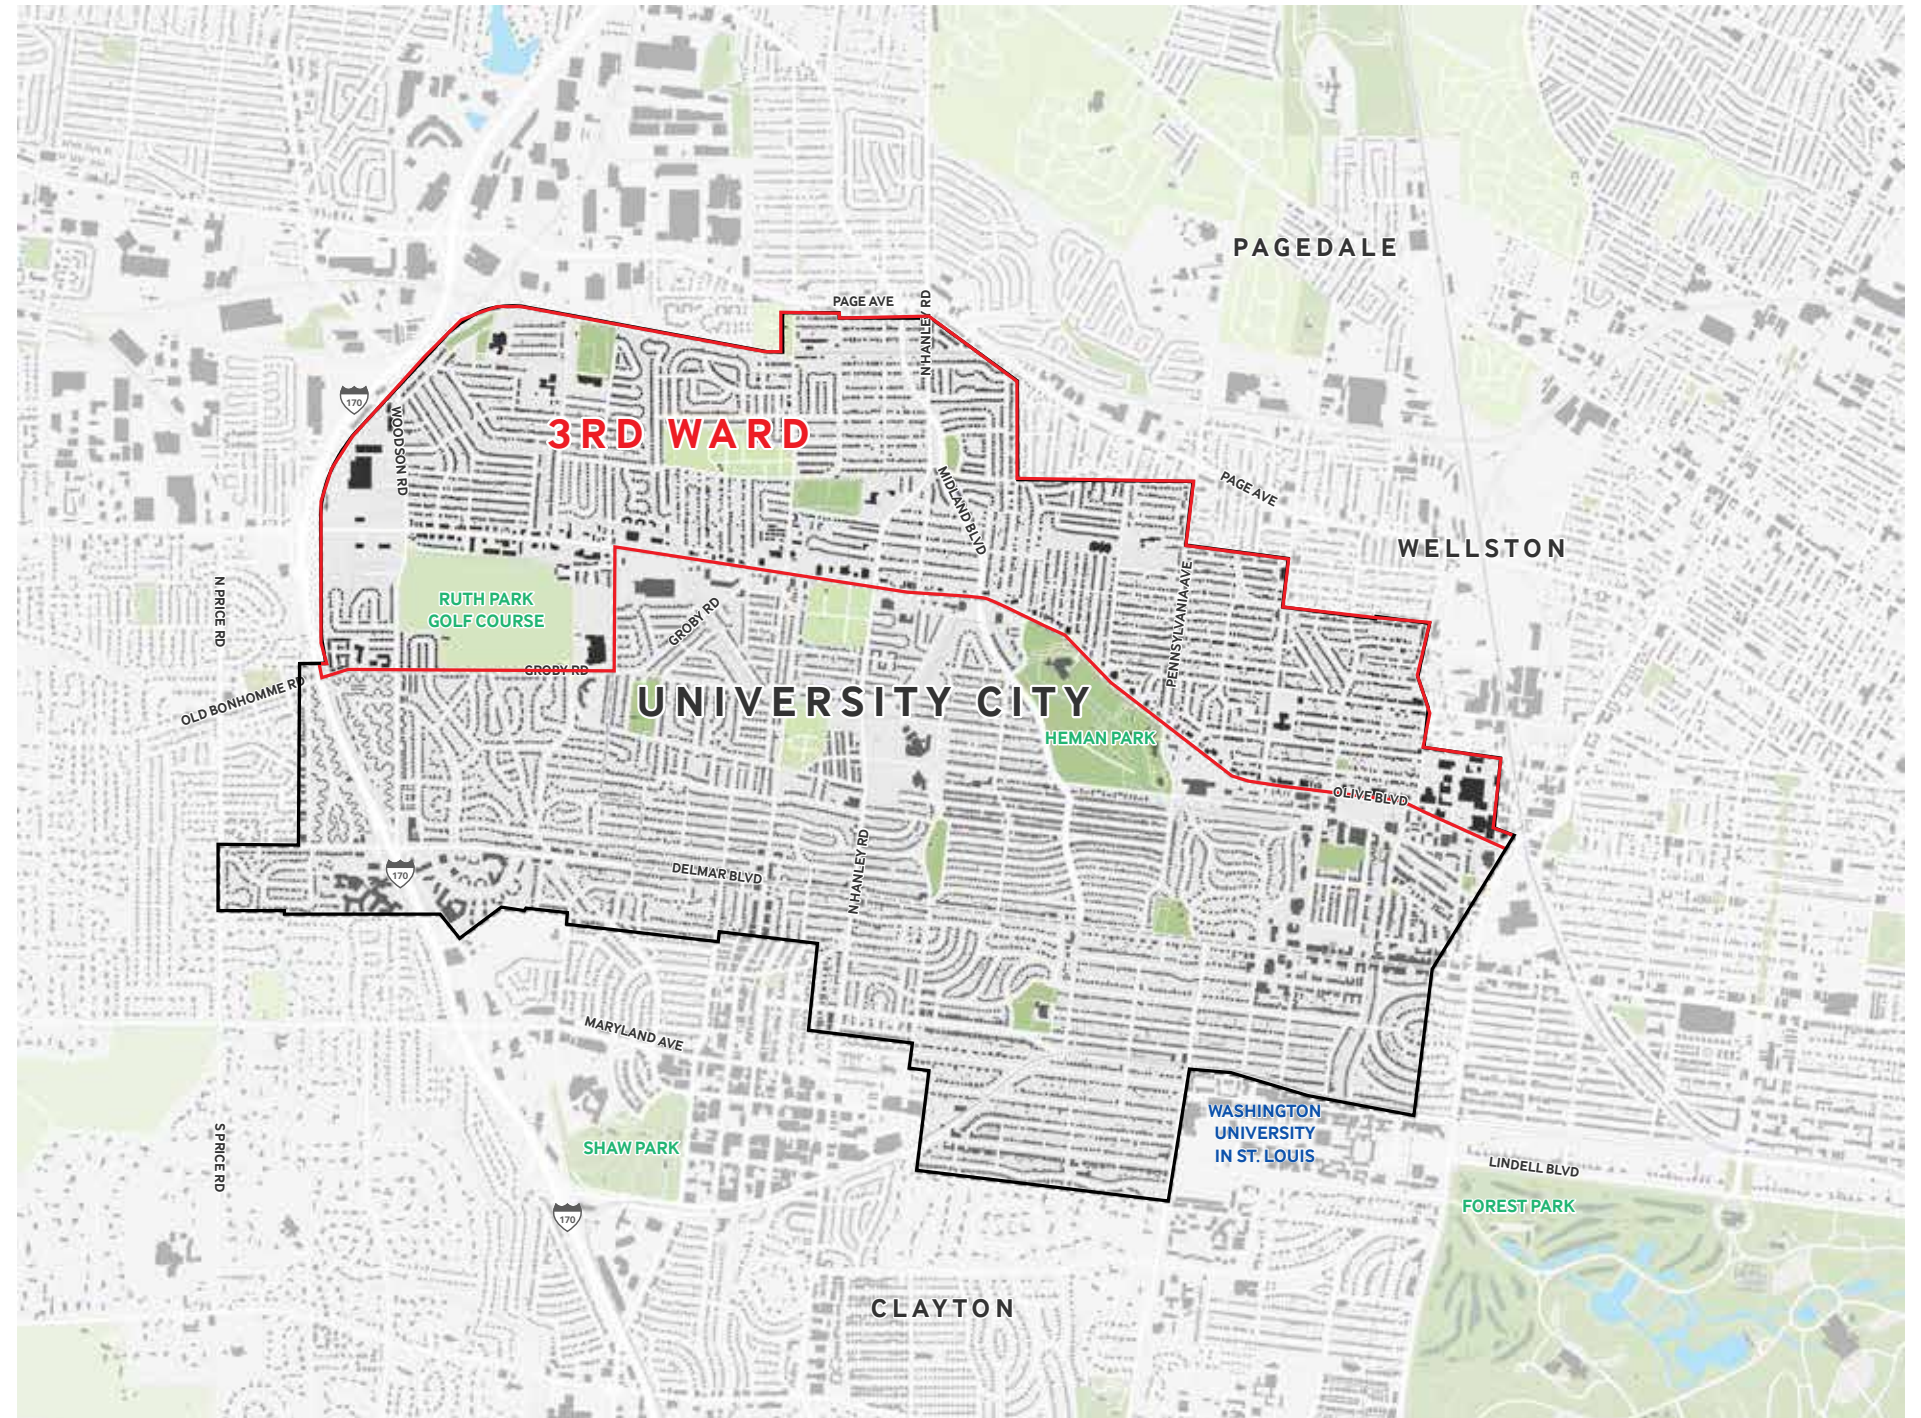 PAGEDALE
PAGE AVE
N HANLEY RD
170
WOODSON RD
3RD WARD
MIDLAND BLVD
PAGE AVE
WELLSTON
N PRICE RD
RUTH PARK
GOLF COURSE
GROBY RD
PENNSYLVANIA AVE
GROBY RD
OLD BONHOMME RD
UNIVERSITY CITY
HEMAN PARK
OLIVE BLVD
170
DELMAR BLVD
N HANLEY RD
MARYLAND AVE
SHAW PARK
WASHINGTON
UNIVERSITY
IN ST. LOUIS
S PRICE RD
LINDELL BLVD
FOREST PARK
170
CLAYTON